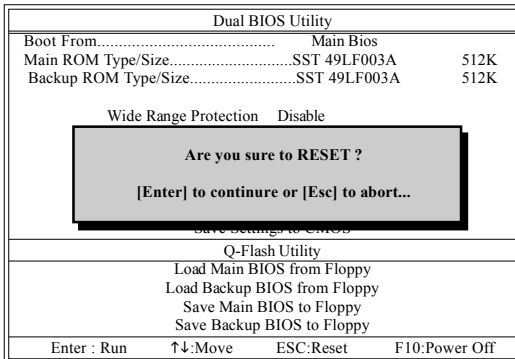 Dual BIOS Utility
Boot From.......................................... Main Bios
Main ROM Type/Size.........................SST 49LF003A 512K
Backup ROM Type/Size.........................SST 49LF003A 512K
Wide Range Protection Disable
Are you sure to RESET ?
[Enter] to continure or [Esc] to abort...
Save Settings to CMOS
Q-Flash Utility
Load Main BIOS from Floppy
Load Backup BIOS from Floppy
Save Main BIOS to Floppy
Save Backup BIOS to Floppy
Enter : Run ↑↓:Move ESC:Reset F10:Power Off